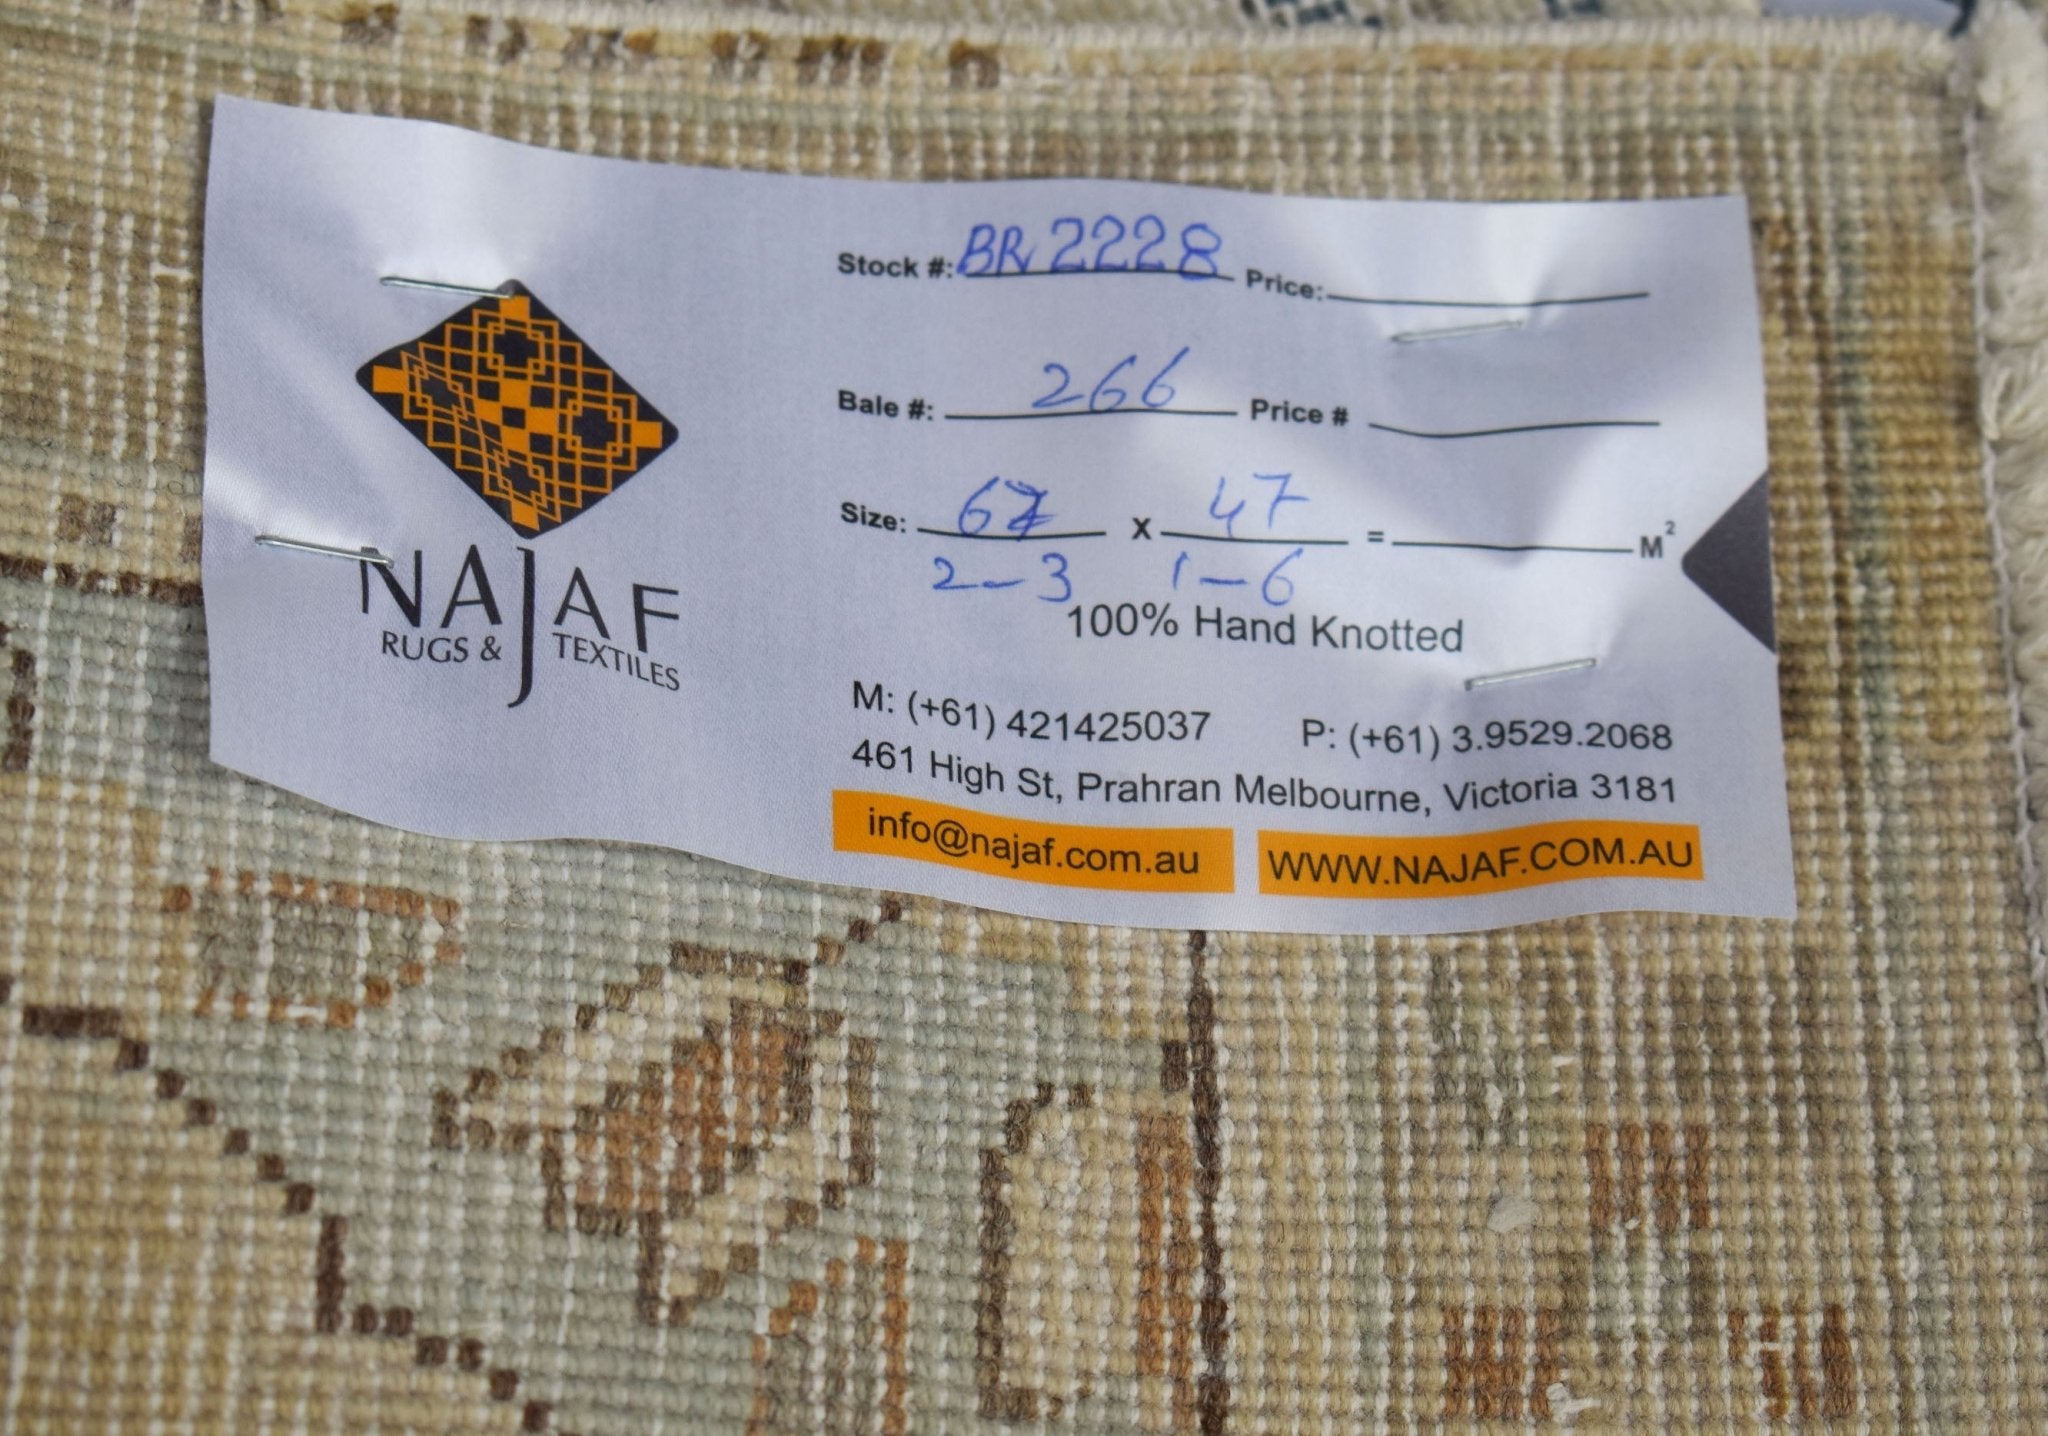 Stock #: BR2228 Price:
Bale #: 266 Price #
Size: 67 X 47 = M²
2-3 1-6
100% Hand Knotted
NAJAF
RUGS & TEXTILES
M: (+61) 421425037 P: (+61) 3.9529.2068
461 High St, Prahran Melbourne, Victoria 3181
info@najaf.com.au WWW.NAJAF.COM.AU